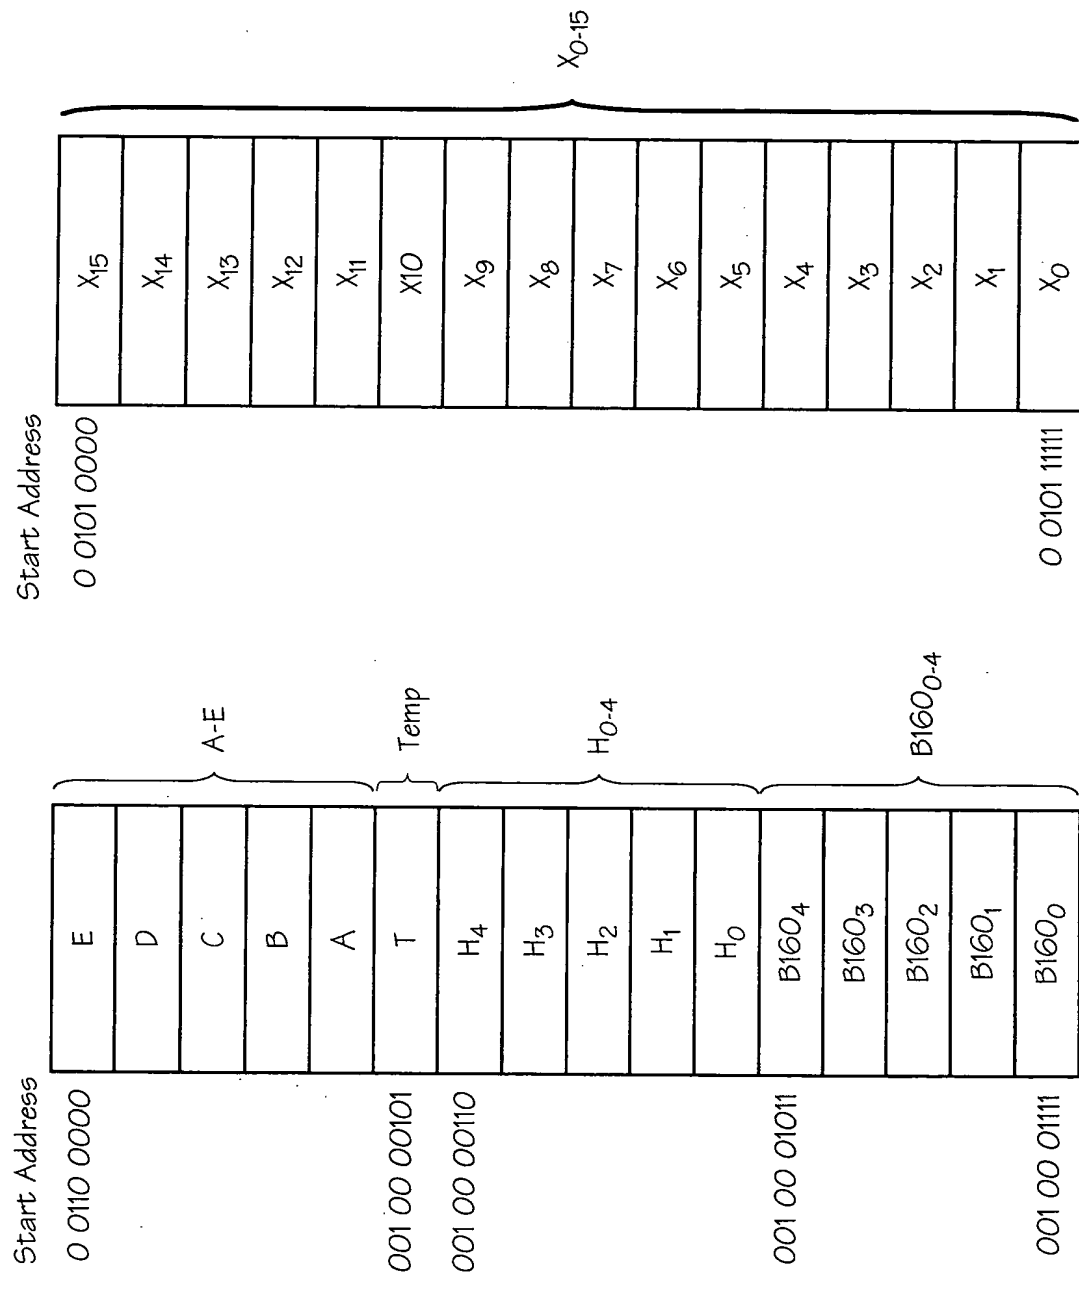 Start Address
0 0110 0000
E
D
C
B
A
001 00 00101
T
001 00 00110
H4
H3
H2
H1
H0
001 00 01011
B1604
B1603
B1602
B1601
001 00 01111
B1600
A-E
Temp
H0-4
B1600-4
Start Address
0 0101 0000
X15
X14
X13
X12
X11
X10
X9
X8
X7
X6
X5
X4
X3
X2
X1
0 0101 11111
X0
X0-15